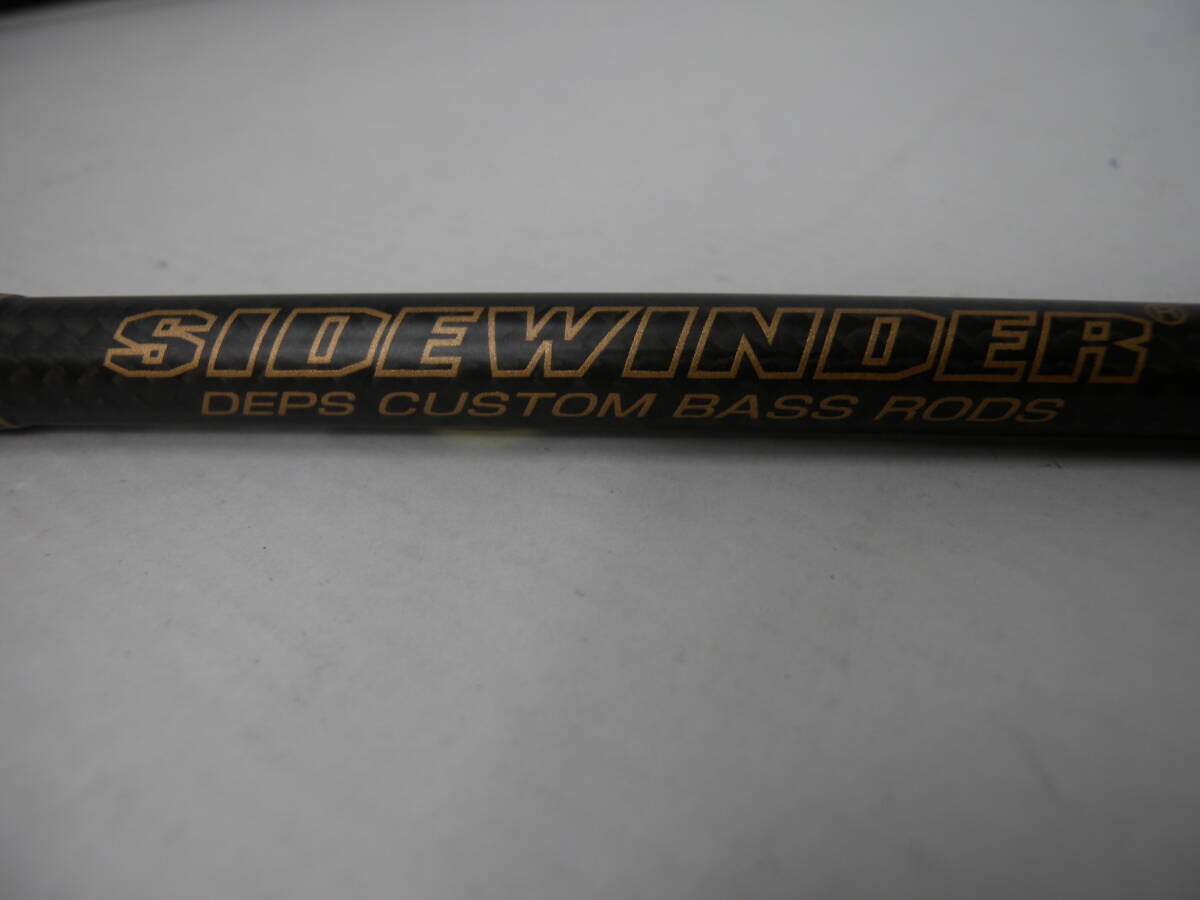 SIDEWINDER®
DEPS CUSTOM BASS RODS